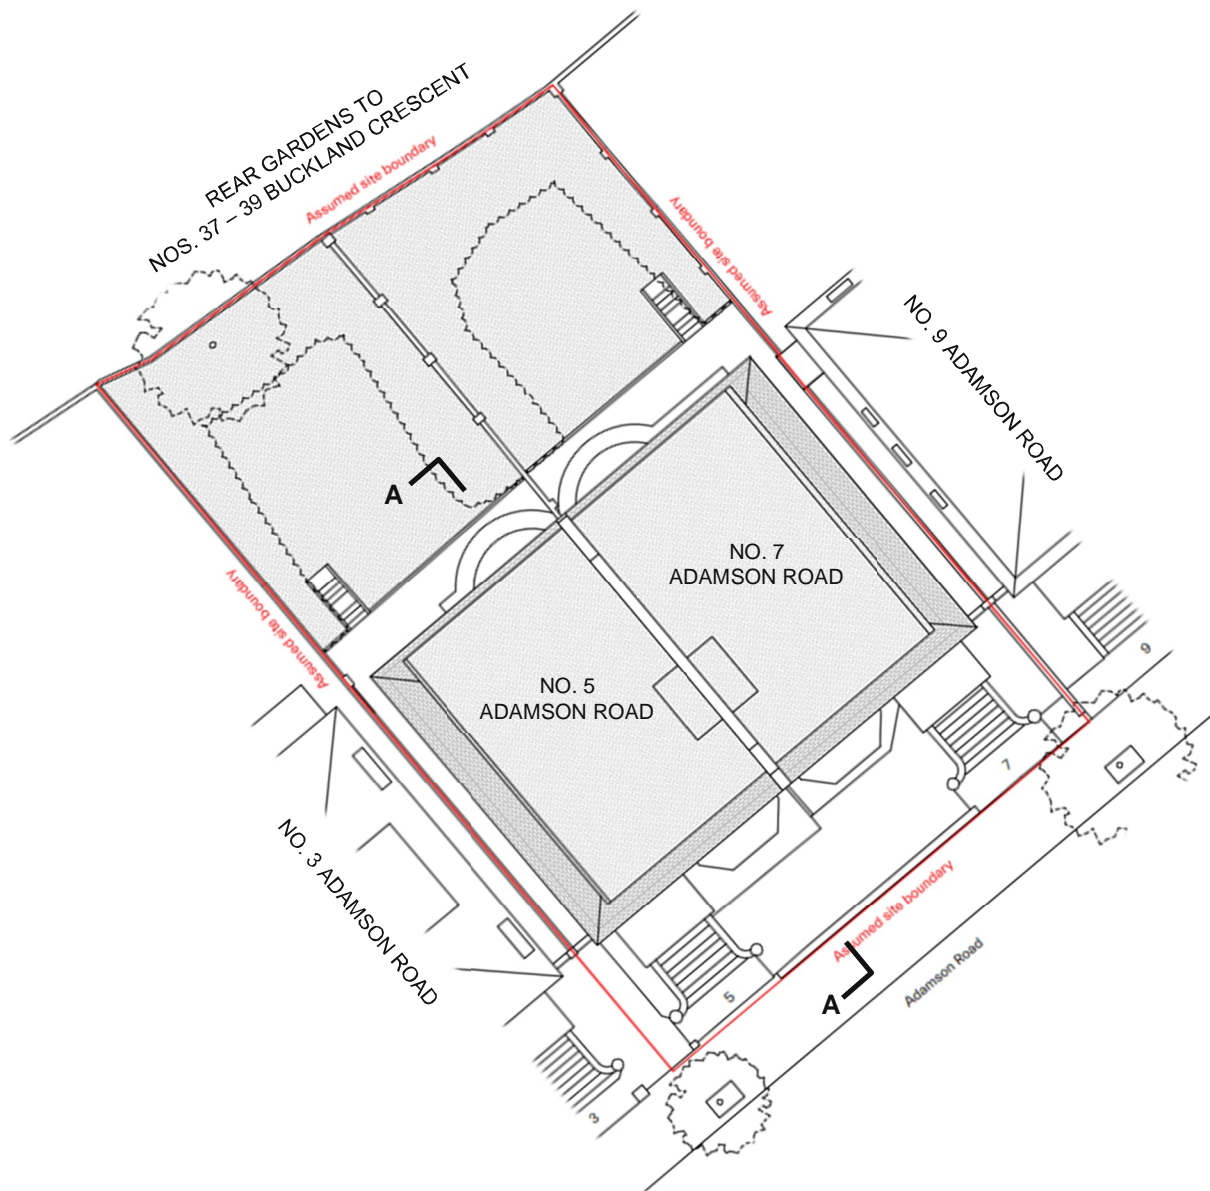 REAR GARDENS TO
NOS. 37 – 39 BUCKLAND CRESCENT
Assumed site boundary
Assumed site boundary
NO. 9 ADAMSON ROAD
A
NO. 7
ADAMSON ROAD
Assumed site boundary
NO. 5
ADAMSON ROAD
9
7
NO. 3 ADAMSON ROAD
Assumed site boundary
Adamson Road
5
A
3